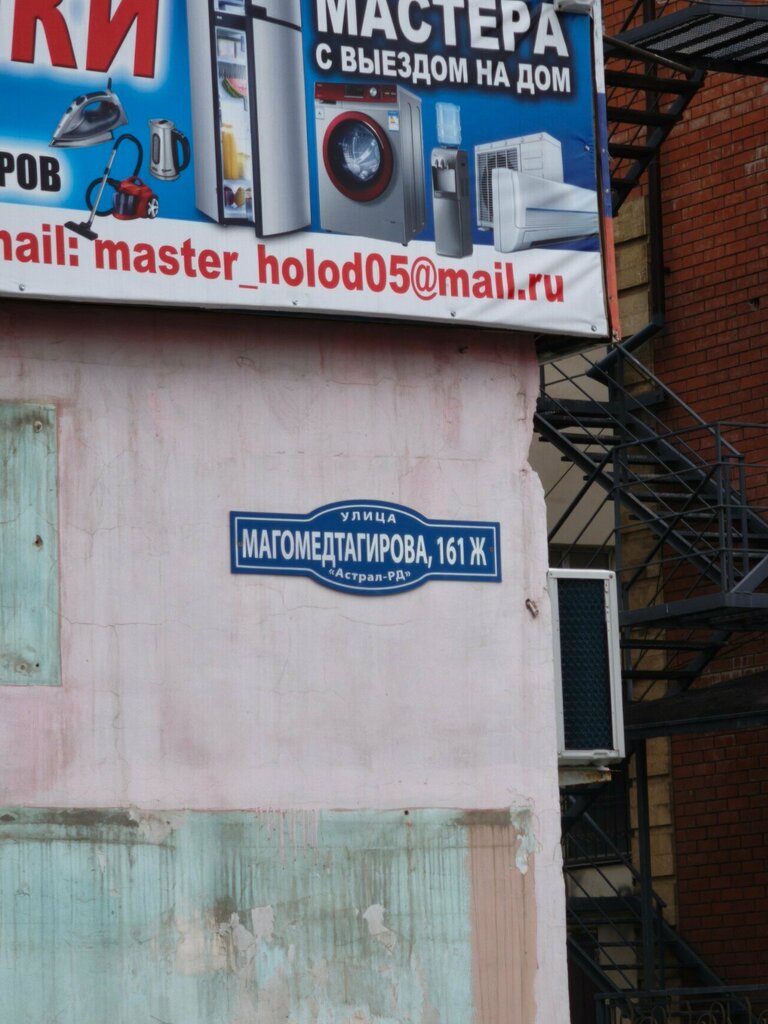 КИ
МАСТЕРА
С ВЫЕЗДОМ НА ДОМ
РОВ
mail: master_holod05@mail.ru
УЛИЦА
МАГОМЕДТАГИРОВА, 161 Ж
«Астрал-РД»